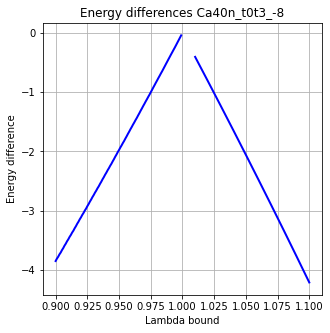 Energy differences Ca40n_t0t3_-8
0
−1
−2
−3
−4
Energy difference
0.900 0.925 0.950 0.975 1.000 1.025 1.050 1.075 1.100
Lambda bound